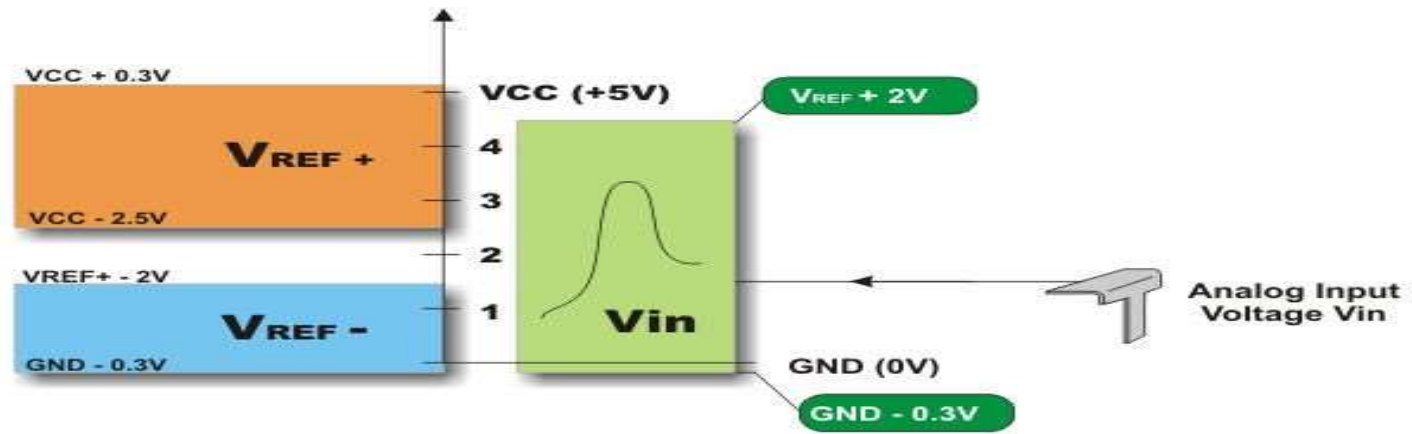 VCC + 0.3V
VREF +
VCC - 2.5V
VREF+ - 2V
VREF -
GND - 0.3V
VCC (+5V)
4
3
2
1
Vin
VREF + 2V
Analog Input
Voltage Vin
GND (0V)
GND - 0.3V